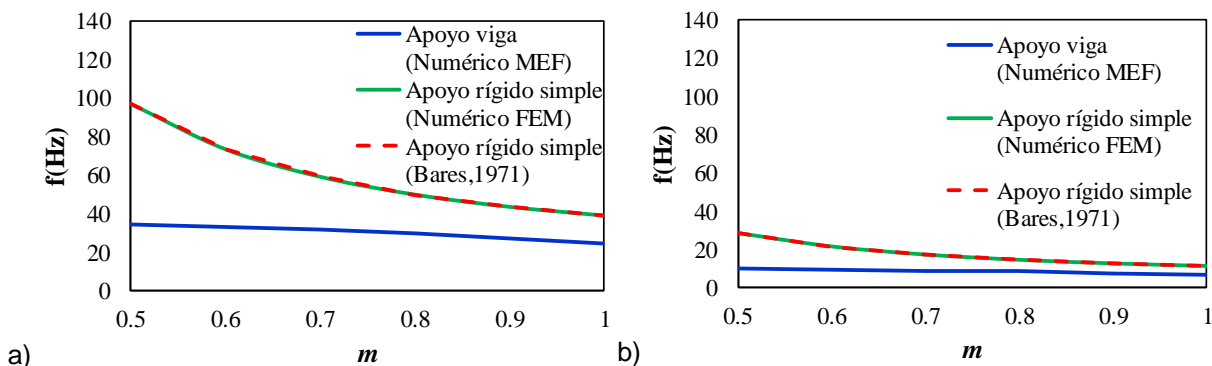 140
120
100
80
60
40
20
0
f(Hz)
Apoyo viga
(Numérico MEF)
Apoyo rígido simple
(Numérico FEM)
Apoyo rígido simple
(Bares,1971)
0.5 0.6 0.7 0.8 0.9 1
m
a)
140
120
100
80
60
40
20
0
f(Hz)
Apoyo viga
(Numérico MEF)
Apoyo rígido simple
(Numérico FEM)
Apoyo rígido simple
(Bares,1971)
0.5 0.6 0.7 0.8 0.9 1
m
b)